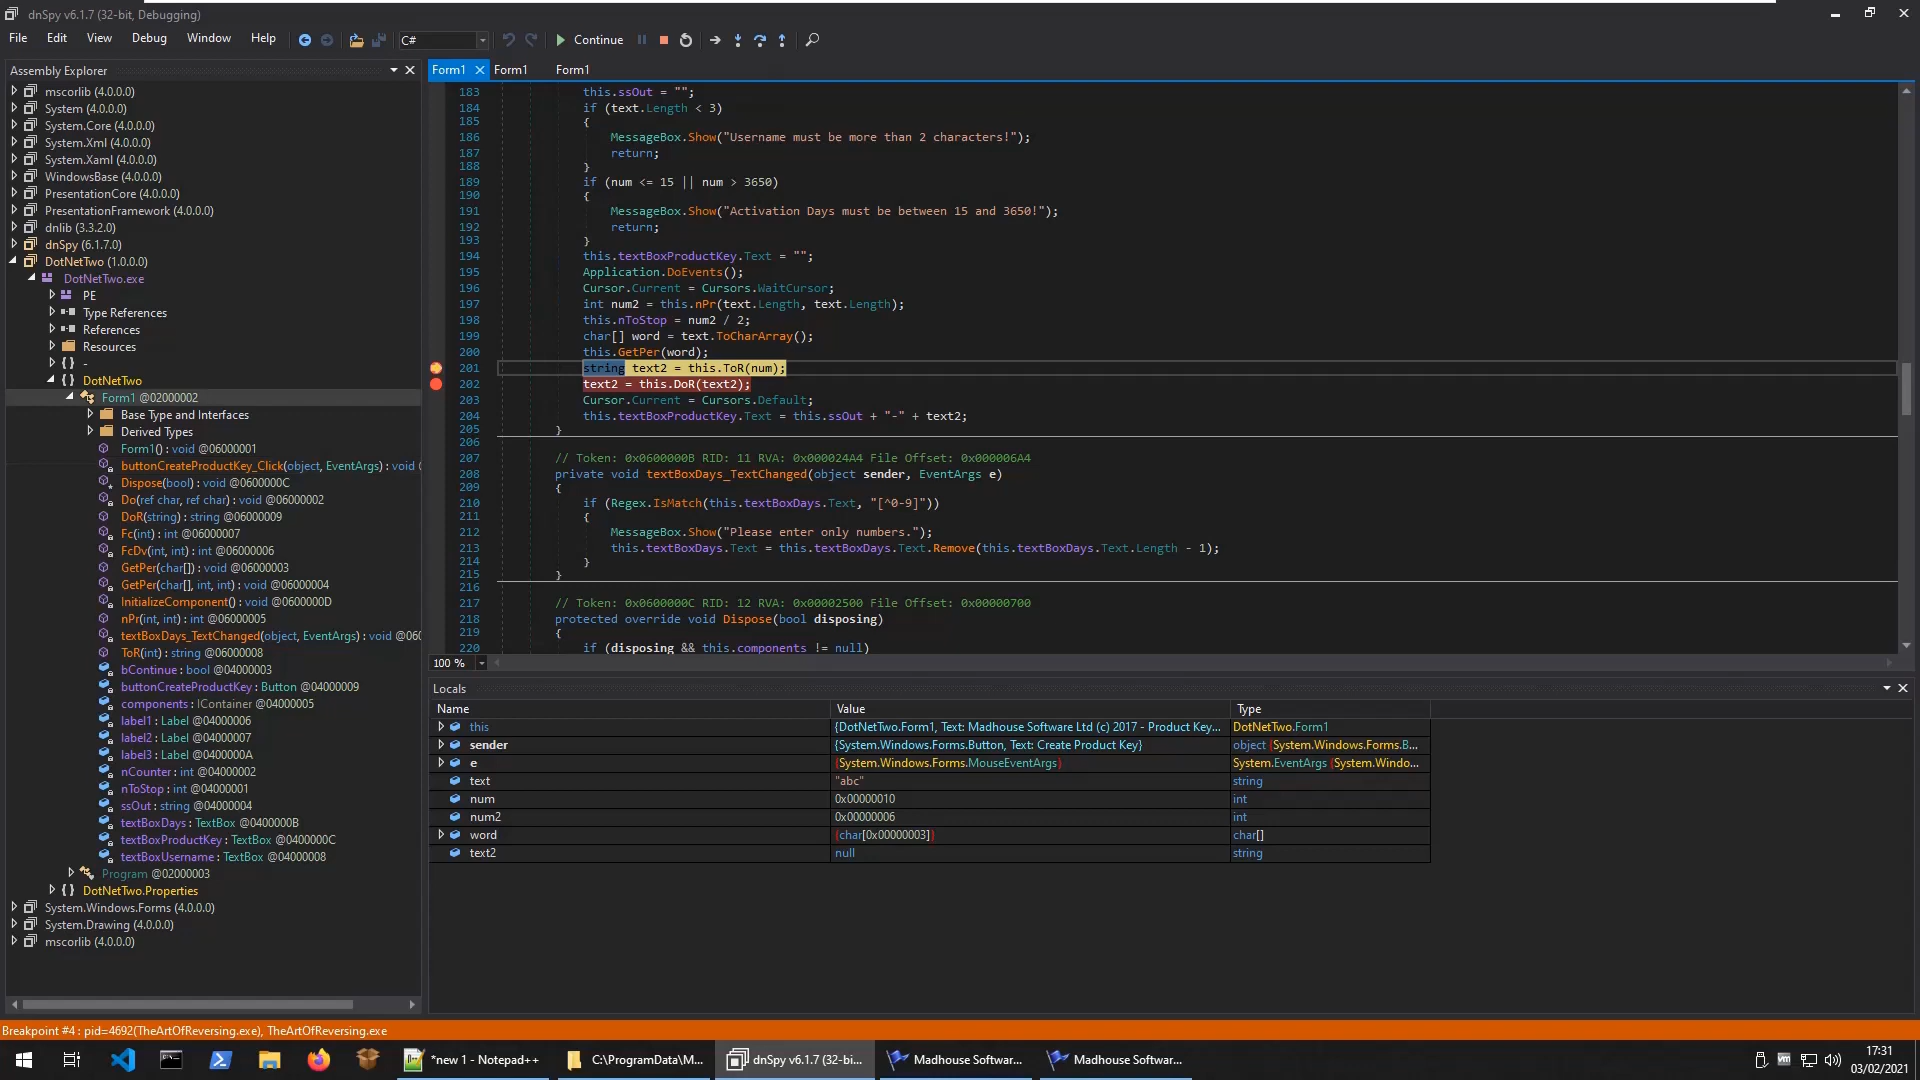 dnSpy v6.1.7 (32-bit, Debugging)
File Edit View Debug Window Help C# Continue
Assembly Explorer
mscorlib (4.0.0.0)
System (4.0.0.0)
System.Core (4.0.0.0)
System.Xml (4.0.0.0)
System.Xaml (4.0.0.0)
WindowsBase (4.0.0.0)
PresentationCore (4.0.0.0)
PresentationFramework (4.0.0.0)
dnlib (3.3.2.0)
dnSpy (6.1.7.0)
DotNetTwo (1.0.0.0)
DotNetTwo.exe
PE
Type References
References
Resources
{ } -
{ } DotNetTwo
Form1 @02000002
Base Type and Interfaces
Derived Types
Form1() : void @06000001
buttonCreateProductKey_Click(object, EventArgs) : void (
Dispose(bool) : void @0600000C
Do(ref char, ref char) : void @06000002
DoR(string) : string @06000009
Fc(int) : int @06000007
FcDv(int, int) : int @06000006
GetPer(char[]) : void @06000003
GetPer(char[], int, int) : void @06000004
InitializeComponent() : void @0600000D
nPr(int, int) : int @06000005
textBoxDays_TextChanged(object, EventArgs) : void @060
ToR(int) : string @06000008
bContinue : bool @04000003
buttonCreateProductKey : Button @04000009
components : IContainer @04000005
label1 : Label @04000006
label2 : Label @04000007
label3 : Label @0400000A
nCounter : int @04000002
nToStop : int @04000001
ssOut : string @04000004
textBoxDays : TextBox @0400000B
textBoxProductKey : TextBox @0400000C
textBoxUsername : TextBox @04000008
Program @02000003
{ } DotNetTwo.Properties
System.Windows.Forms (4.0.0.0)
System.Drawing (4.0.0.0)
mscorlib (4.0.0.0)
Form1 Form1 Form1
183 this.ssOut = "";
184 if (text.Length < 3)
185 {
186 MessageBox.Show("Username must be more than 2 characters!");
187 return;
188 }
189 if (num <= 15 || num > 3650)
190 {
191 MessageBox.Show("Activation Days must be between 15 and 3650!");
192 return;
193 }
194 this.textBoxProductKey.Text = "";
195 Application.DoEvents();
196 Cursor.Current = Cursors.WaitCursor;
197 int num2 = this.nPr(text.Length, text.Length);
198 this.nToStop = num2 / 2;
199 char[] word = text.ToCharArray();
200 this.GetPer(word);
201 string text2 = this.ToR(num);
202 text2 = this.DoR(text2);
203 Cursor.Current = Cursors.Default;
204 this.textBoxProductKey.Text = this.ssOut + "-" + text2;
205 }
206
207 // Token: 0x0600000B RID: 11 RVA: 0x000024A4 File Offset: 0x000006A4
208 private void textBoxDays_TextChanged(object sender, EventArgs e)
209 {
210 if (Regex.IsMatch(this.textBoxDays.Text, "[^0-9]"))
211 {
212 MessageBox.Show("Please enter only numbers.");
213 this.textBoxDays.Text = this.textBoxDays.Text.Remove(this.textBoxDays.Text.Length - 1);
214 }
215 }
216
217 // Token: 0x0600000C RID: 12 RVA: 0x00002500 File Offset: 0x00000700
218 protected override void Dispose(bool disposing)
219 {
220 if (disposing && this.components != null)
100 %
Locals
Name Value Type
this {DotNetTwo.Form1, Text: Madhouse Software Ltd (c) 2017 - Product Key... DotNetTwo.Form1
sender {System.Windows.Forms.Button, Text: Create Product Key} object {System.Windows.Forms.B...
e {System.Windows.Forms.MouseEventArgs} System.EventArgs {System.Windo...
text "abc" string
num 0x00000010 int
num2 0x00000006 int
word {char[0x00000003]} char[]
text2 null string
Breakpoint #4 : pid=4692(TheArtOfReversing.exe), TheArtOfReversing.exe
*new 1 - Notepad++ C:\ProgramData\M... dnSpy v6.1.7 (32-bi... Madhouse Softwar... Madhouse Softwar...
17:31
03/02/2021